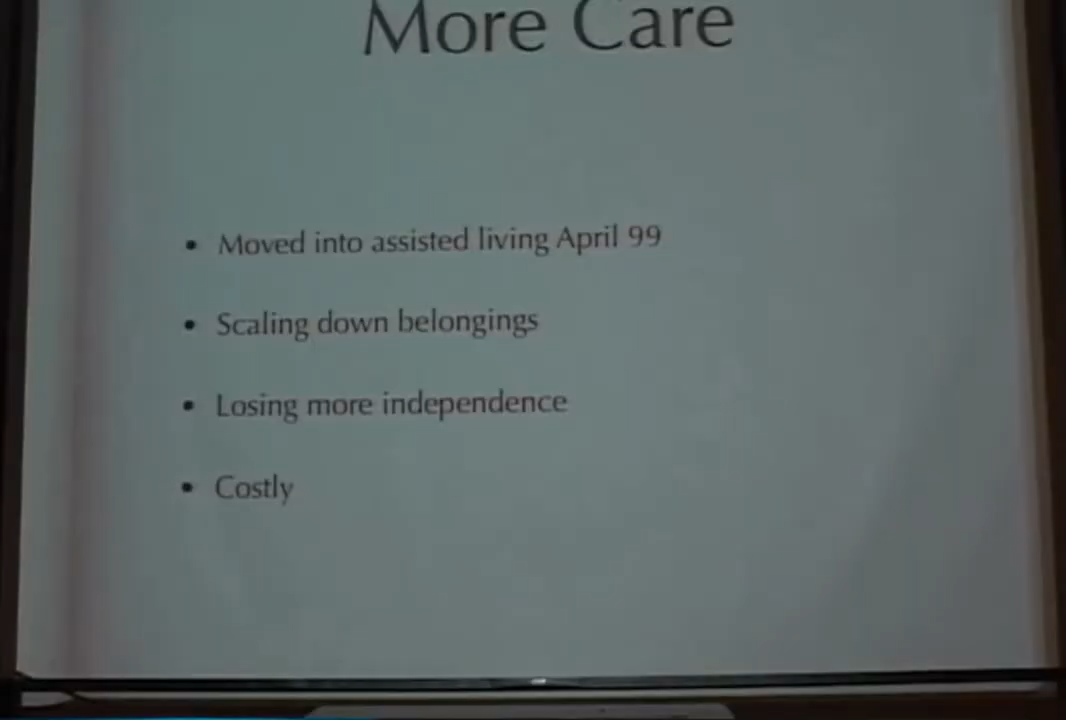 More Care
• Moved into assisted living April 99
• Scaling down belongings
• Losing more independence
• Costly